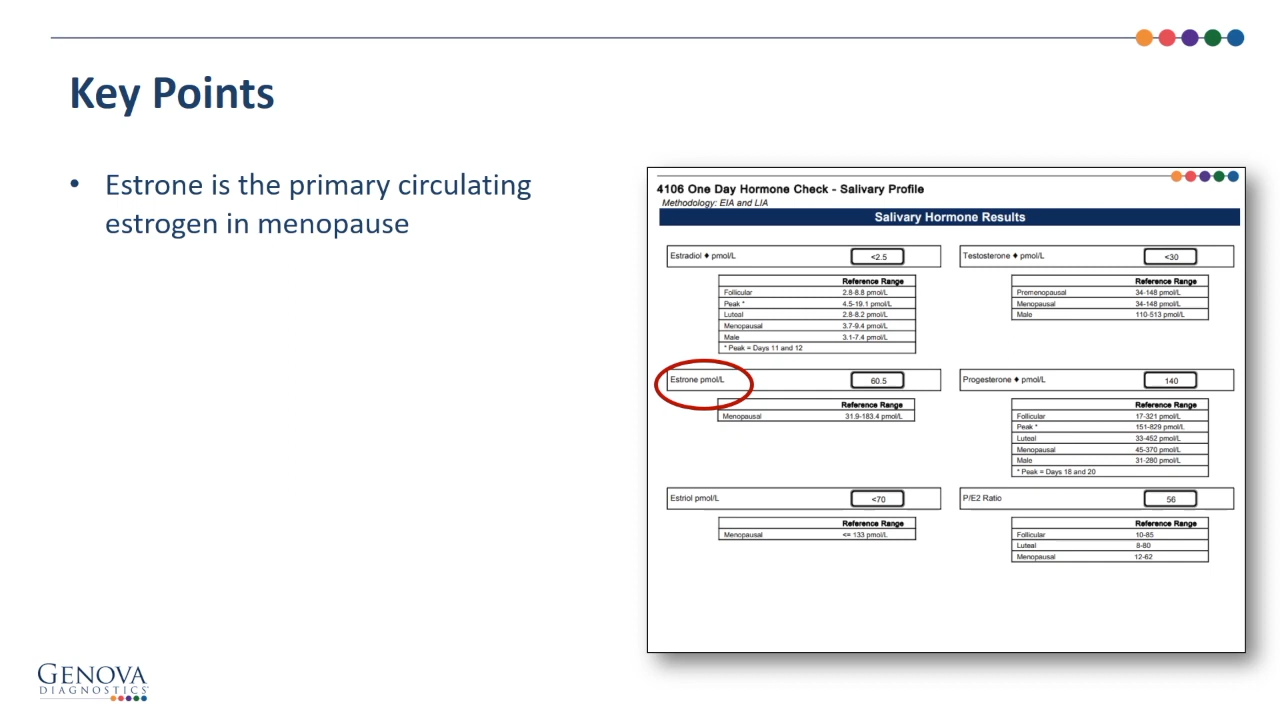 Key Points
• Estrone is the primary circulating
estrogen in menopause
4106 One Day Hormone Check - Salivary Profile
Methodology: EIA and LIA
Salivary Hormone Results
Estradiol ♦ pmol/L <2.5
Reference Range
Follicular 2.8-8.8 pmol/L
Peak * 4.5-19.1 pmol/L
Luteal 2.8-8.2 pmol/L
Menopausal 3.7-9.4 pmol/L
Male 3.1-7.4 pmol/L
* Peak = Days 11 and 12
Testosterone ♦ pmol/L <30
Reference Range
Premenopausal 34-148 pmol/L
Menopausal 34-148 pmol/L
Male 110-513 pmol/L
Estrone pmol/L 60.5
Reference Range
Menopausal 31.9-183.4 pmol/L
Progesterone ♦ pmol/L 140
Reference Range
Follicular 17-321 pmol/L
Peak * 151-829 pmol/L
Luteal 33-452 pmol/L
Menopausal 45-370 pmol/L
Male 31-280 pmol/L
* Peak = Days 18 and 20
Estriol pmol/L <70
Reference Range
Menopausal <= 133 pmol/L
P/E2 Ratio 56
Reference Range
Follicular 10-85
Luteal 8-80
Menopausal 12-62
GENOVA
DIAGNOSTICS